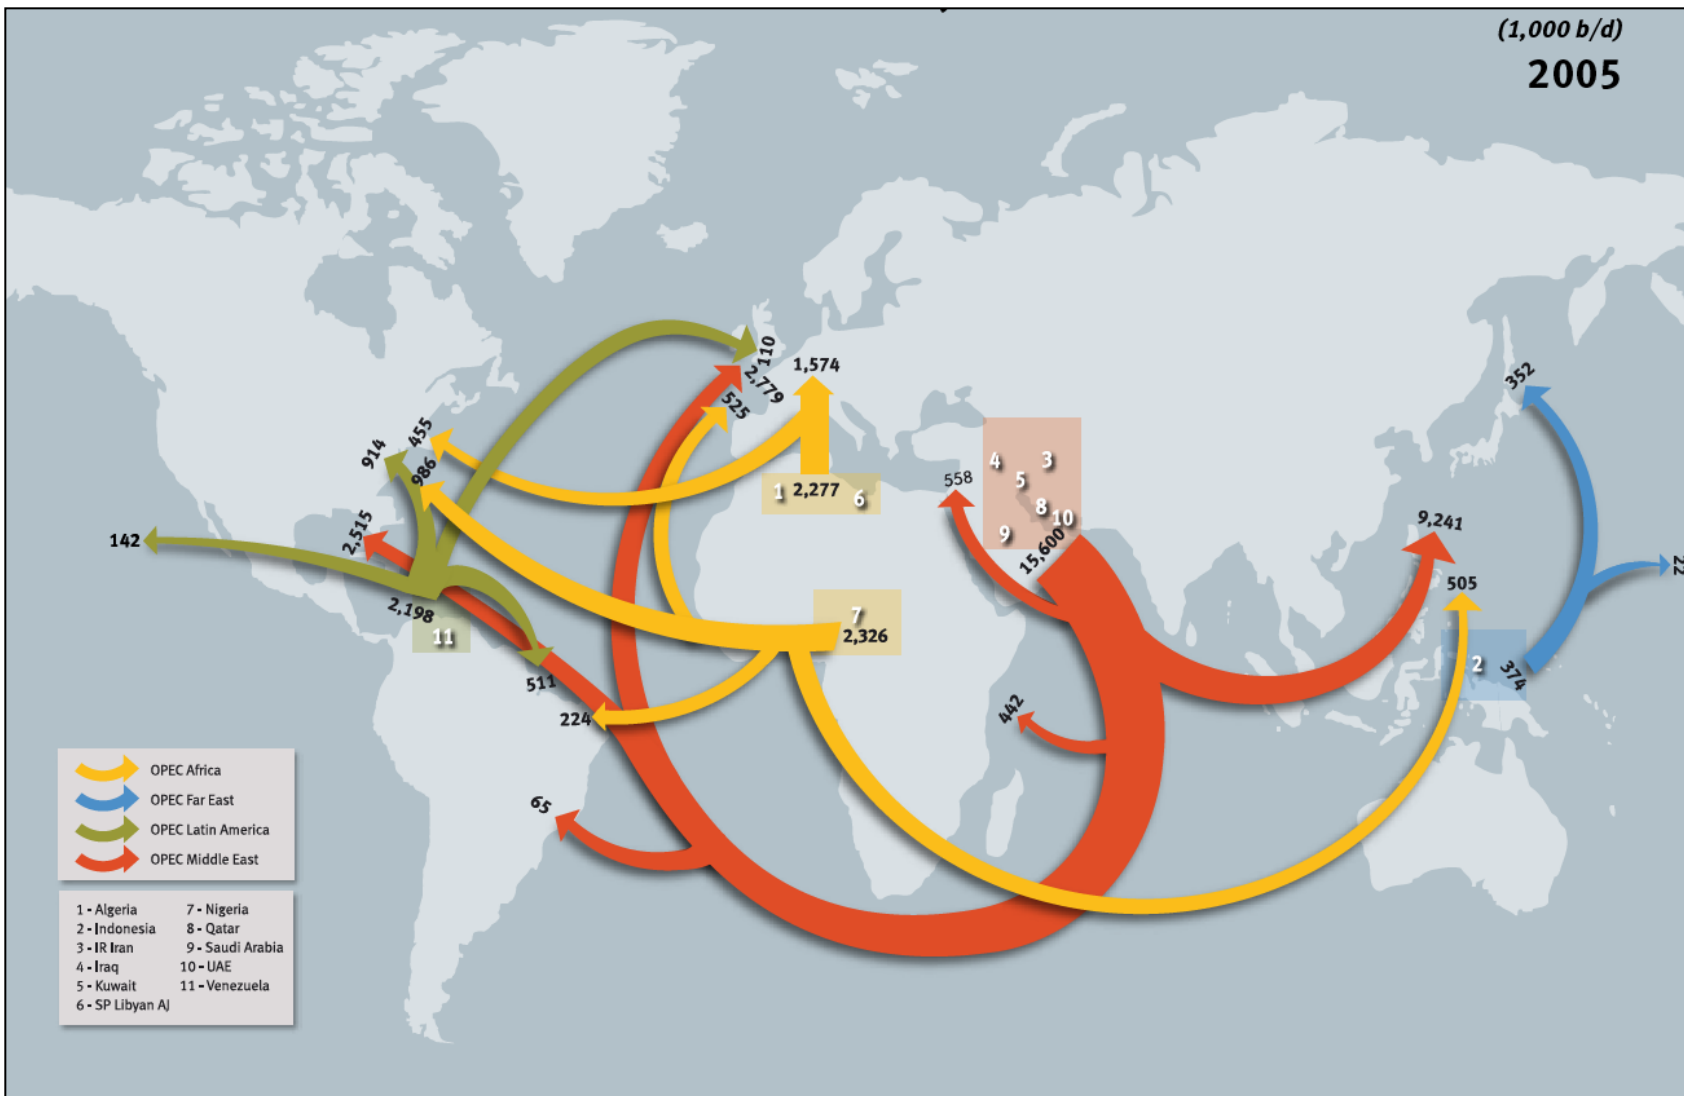 (1,000 b/d)
2005
110
2,779
1,574
525
352
455
914
986
4
3
5
558
1
2,277
6
8
10
9
15,600
9,241
2,515
142
22
505
2,198
11
7
2,326
2
374
511
224
442
65
OPEC Africa
OPEC Far East
OPEC Latin America
OPEC Middle East
1 - Algeria
2 - Indonesia
3 - IR Iran
4 - Iraq
5 - Kuwait
6 - SP Libyan AJ
7 - Nigeria
8 - Qatar
9 - Saudi Arabia
10 - UAE
11 - Venezuela